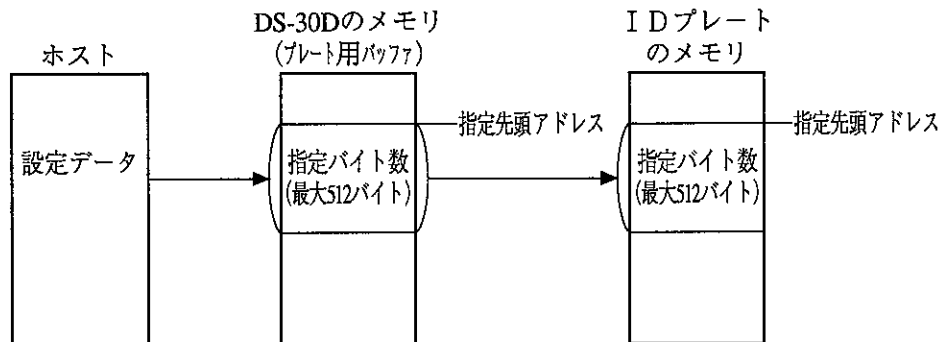 ホスト
設定データ
DS-30Dのメモリ
(プレート用バッファ)
指定先頭アドレス
指定バイト数
(最大512バイト)
ＩＤプレート
のメモリ
指定先頭アドレス
指定バイト数
(最大512バイト)